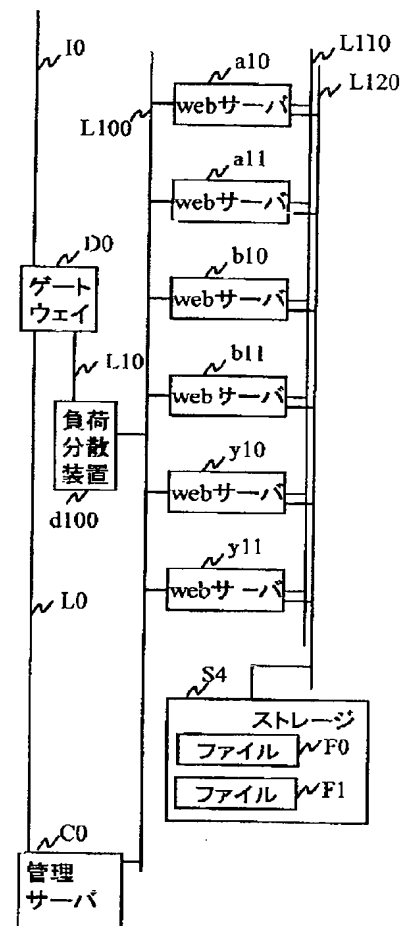 I0
a10
L110
L120
webサーバ
L100
a11
webサーバ
D0
b10
ゲート
ウェイ
webサーバ
L10
b11
負荷
分散
装置
webサーバ
y10
d100
webサーバ
y11
L0
webサーバ
S4
ストレージ
ファイル
F0
ファイル
F1
C0
管理
サーバ